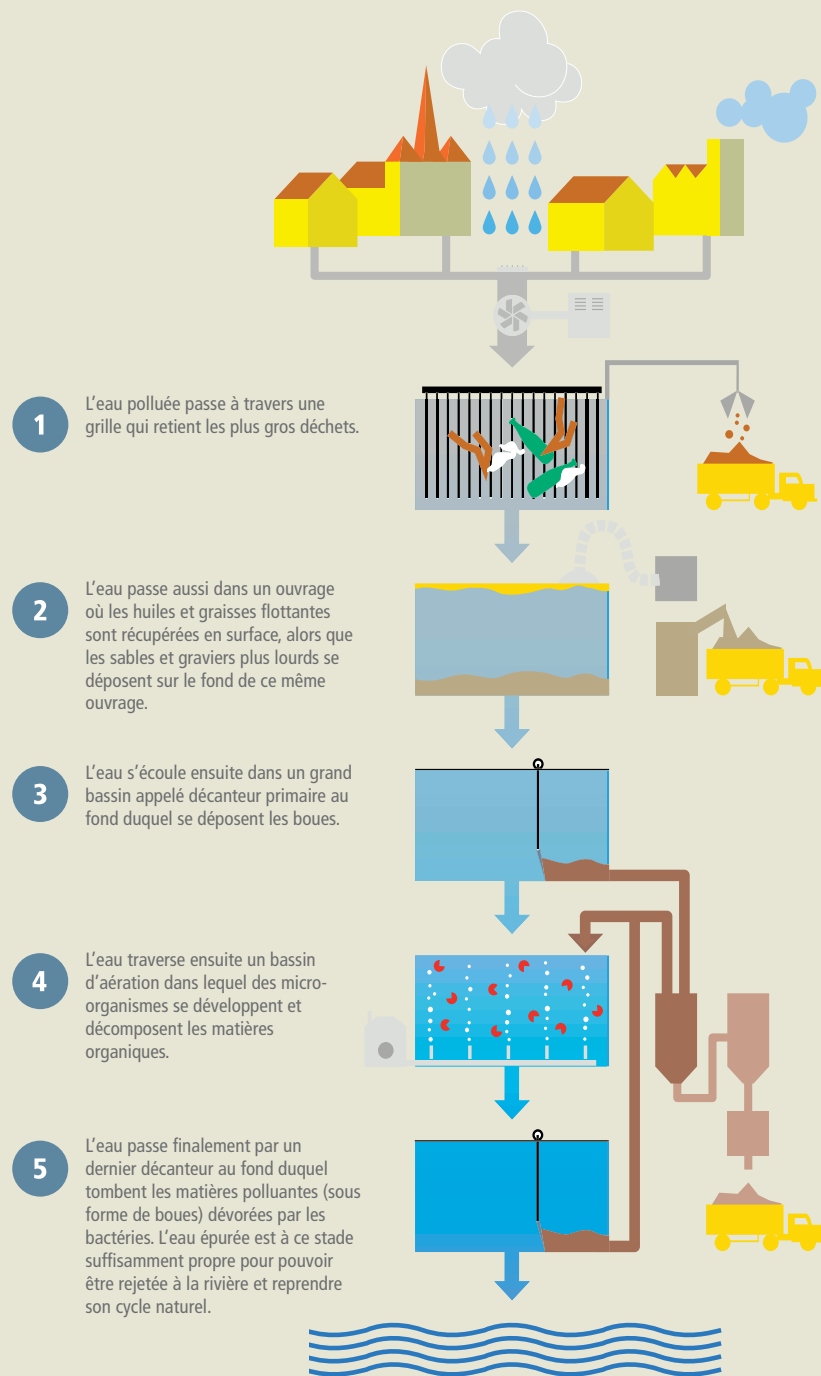 1
L'eau polluée passe à travers une
grille qui retient les plus gros déchets.
2
L'eau passe aussi dans un ouvrage
où les huiles et graisses flottantes
sont récupérées en surface, alors que
les sables et graviers plus lourds se
déposent sur le fond de ce même
ouvrage.
3
L'eau s'écoule ensuite dans un grand
bassin appelé décanteur primaire au
fond duquel se déposent les boues.
4
L'eau traverse ensuite un bassin
d'aération dans lequel des micro-
organismes se développent et
décomposent les matières
organiques.
5
L'eau passe finalement par un
dernier décanteur au fond duquel
tombent les matières polluantes (sous
forme de boues) dévorées par les
bactéries. L'eau épurée est à ce stade
suffisamment propre pour pouvoir
être rejetée à la rivière et reprendre
son cycle naturel.